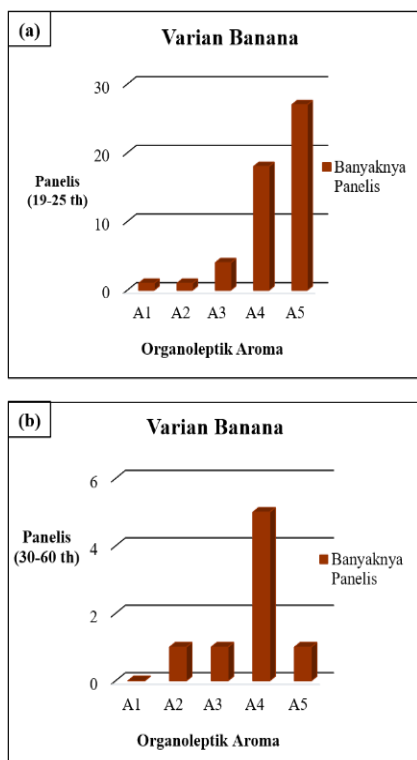 (a)
Varian Banana
30
20
10
0
Panelis
(19-25 th)
Banyaknya
Panelis
A1 A2 A3 A4 A5
Organoleptik Aroma
(b)
Varian Banana
6
4
2
0
Panelis
(30-60 th)
Banyaknya
Panelis
A1 A2 A3 A4 A5
Organoleptik Aroma